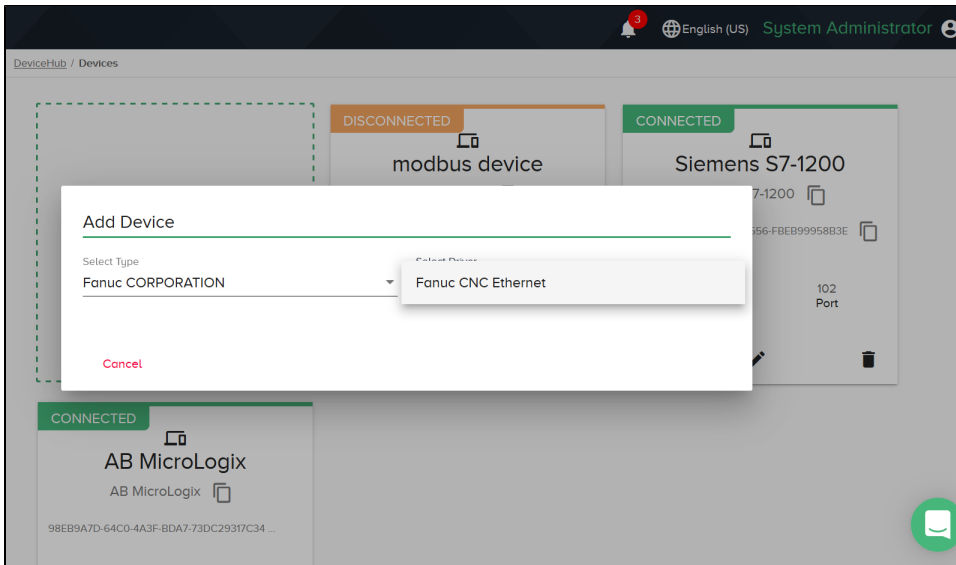 3
English (US) System Administrator
DeviceHub / Devices
DISCONNECTED
modbus device
CONNECTED
Siemens S7-1200
7-1200
556-FBEB99958B3E
102
Port
Add Device
Select Type
Fanuc CORPORATION
Select Driver
Fanuc CNC Ethernet
Cancel
CONNECTED
AB MicroLogix
AB MicroLogix
98EB9A7D-64C0-4A3F-BDA7-73DC29317C34 ...